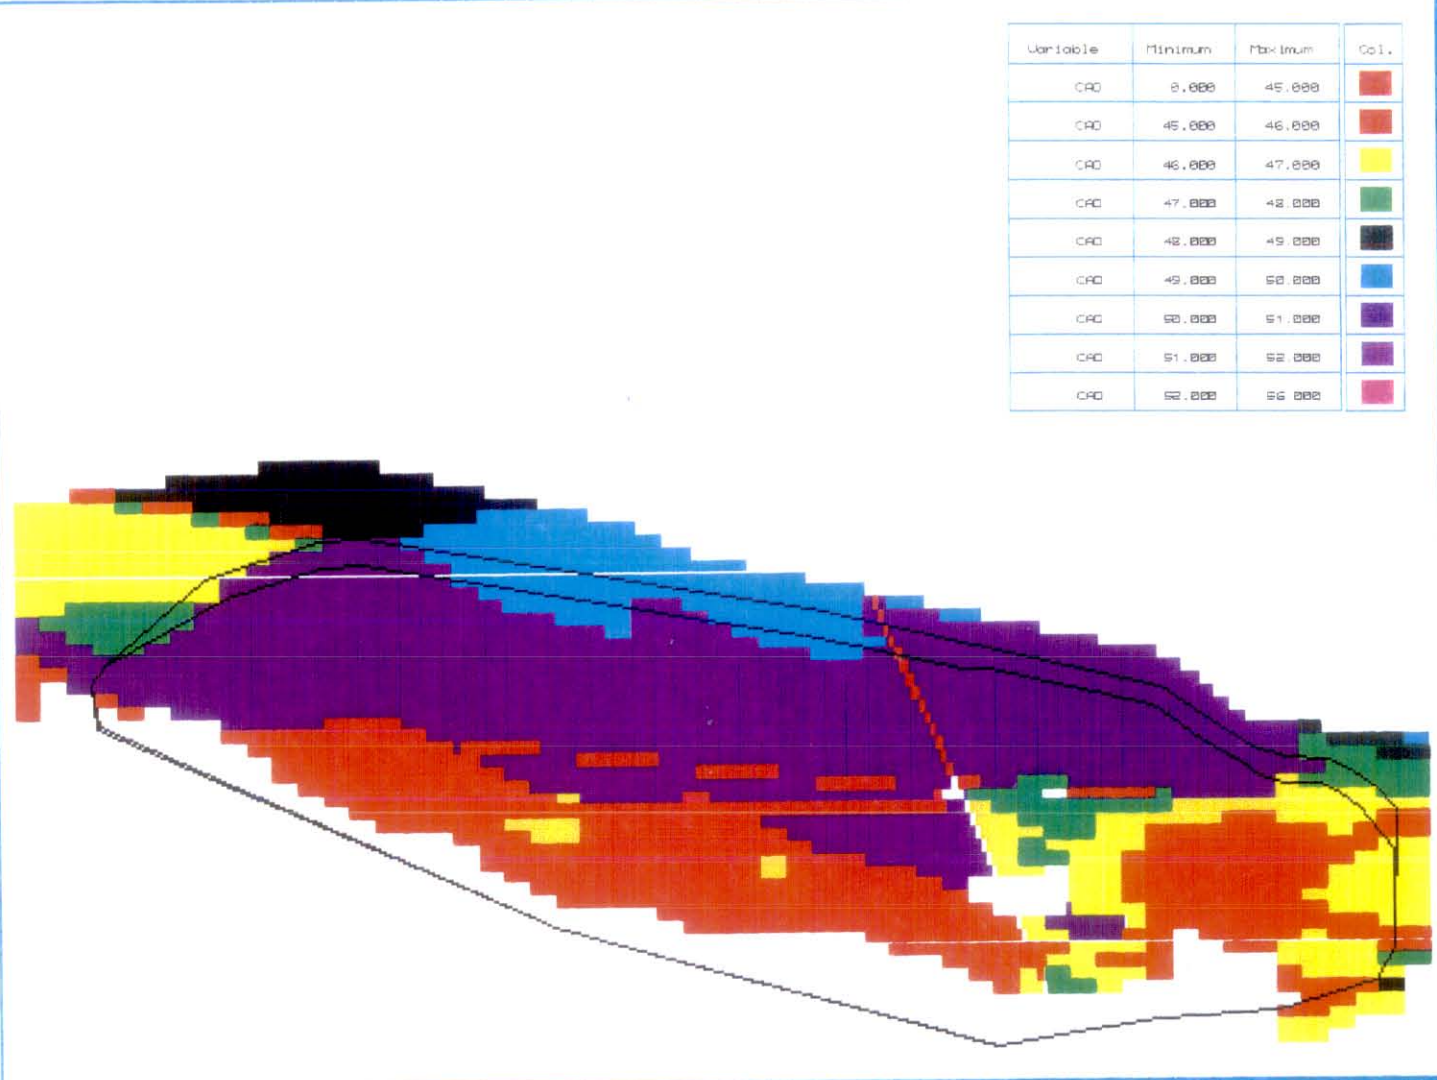 Variable Minimum Maximum Col.
CAO 0.000 45.000
CAO 45.000 46.000
CAO 46.000 47.000
CAO 47.000 48.000
CAO 48.000 49.000
CAO 49.000 50.000
CAO 50.000 51.000
CAO 51.000 52.000
CAO 52.000 56.000